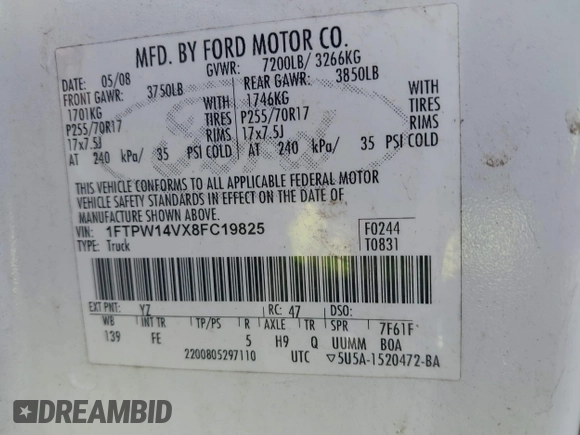 MFD. BY FORD MOTOR CO.
DATE: 05/08 GVWR: 7200LB/ 3266KG
FRONT GAWR: 3750LB REAR GAWR: 3850LB
1701KG WITH 1746KG WITH
P255/70R17 TIRES P255/70R17 TIRES
17x7.5J RIMS 17x7.5J RIMS
AT 240 kPa/ 35 PSI COLD AT 240 kPa/ 35 PSI COLD
Ford
THIS VEHICLE CONFORMS TO ALL APPLICABLE FEDERAL MOTOR
VEHICLE SAFETY STANDARDS IN EFFECT ON THE DATE OF
MANUFACTURE SHOWN ABOVE.
VIN: 1FTPW14VX8FC19825 F0244
TYPE: Truck T0831
EXT PNT: YZ RC: 47 DSO:
WB INT TR TP/PS R AXLE TR SPR 7F61F
139 FE 5 H9 Q UUMM BOA
2200805297110 UTC ▽5U5A-1520472-BA
DREAMBID